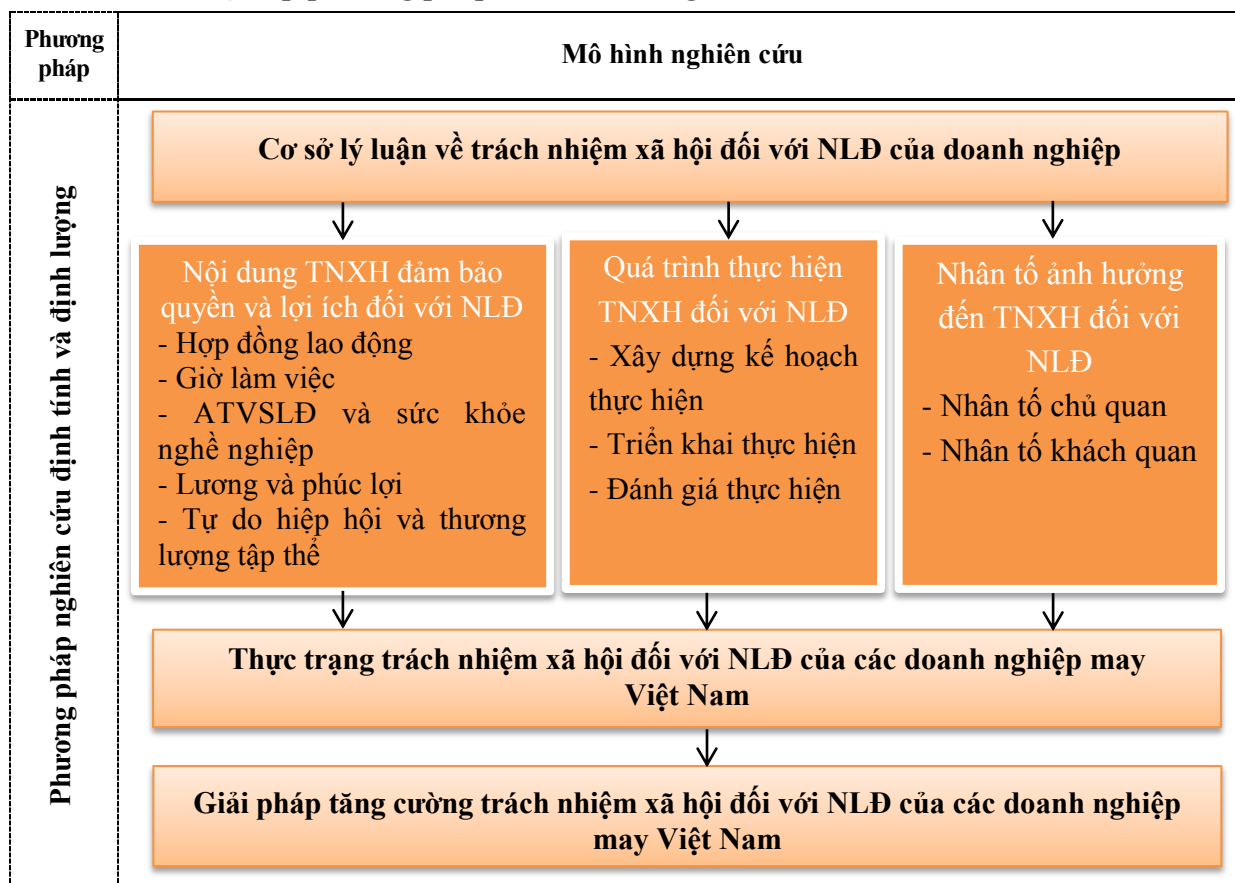 Phương
pháp
Mô hình nghiên cứu
Phương pháp nghiên cứu định tính và định lượng
Cơ sở lý luận về trách nhiệm xã hội đối với NLĐ của doanh nghiệp
Nội dung TNXH đảm bảo
quyền và lợi ích đối với NLĐ
- Hợp đồng lao động
- Giờ làm việc
- ATVSLĐ và sức khỏe
nghề nghiệp
- Lương và phúc lợi
- Tự do hiệp hội và thương
lượng tập thể
Quá trình thực hiện
TNXH đối với NLĐ
- Xây dựng kế hoạch
thực hiện
- Triển khai thực hiện
- Đánh giá thực hiện
Nhân tố ảnh hưởng
đến TNXH đối với
NLĐ
- Nhân tố chủ quan
- Nhân tố khách quan
Thực trạng trách nhiệm xã hội đối với NLĐ của các doanh nghiệp may
Việt Nam
Giải pháp tăng cường trách nhiệm xã hội đối với NLĐ của các doanh nghiệp
may Việt Nam